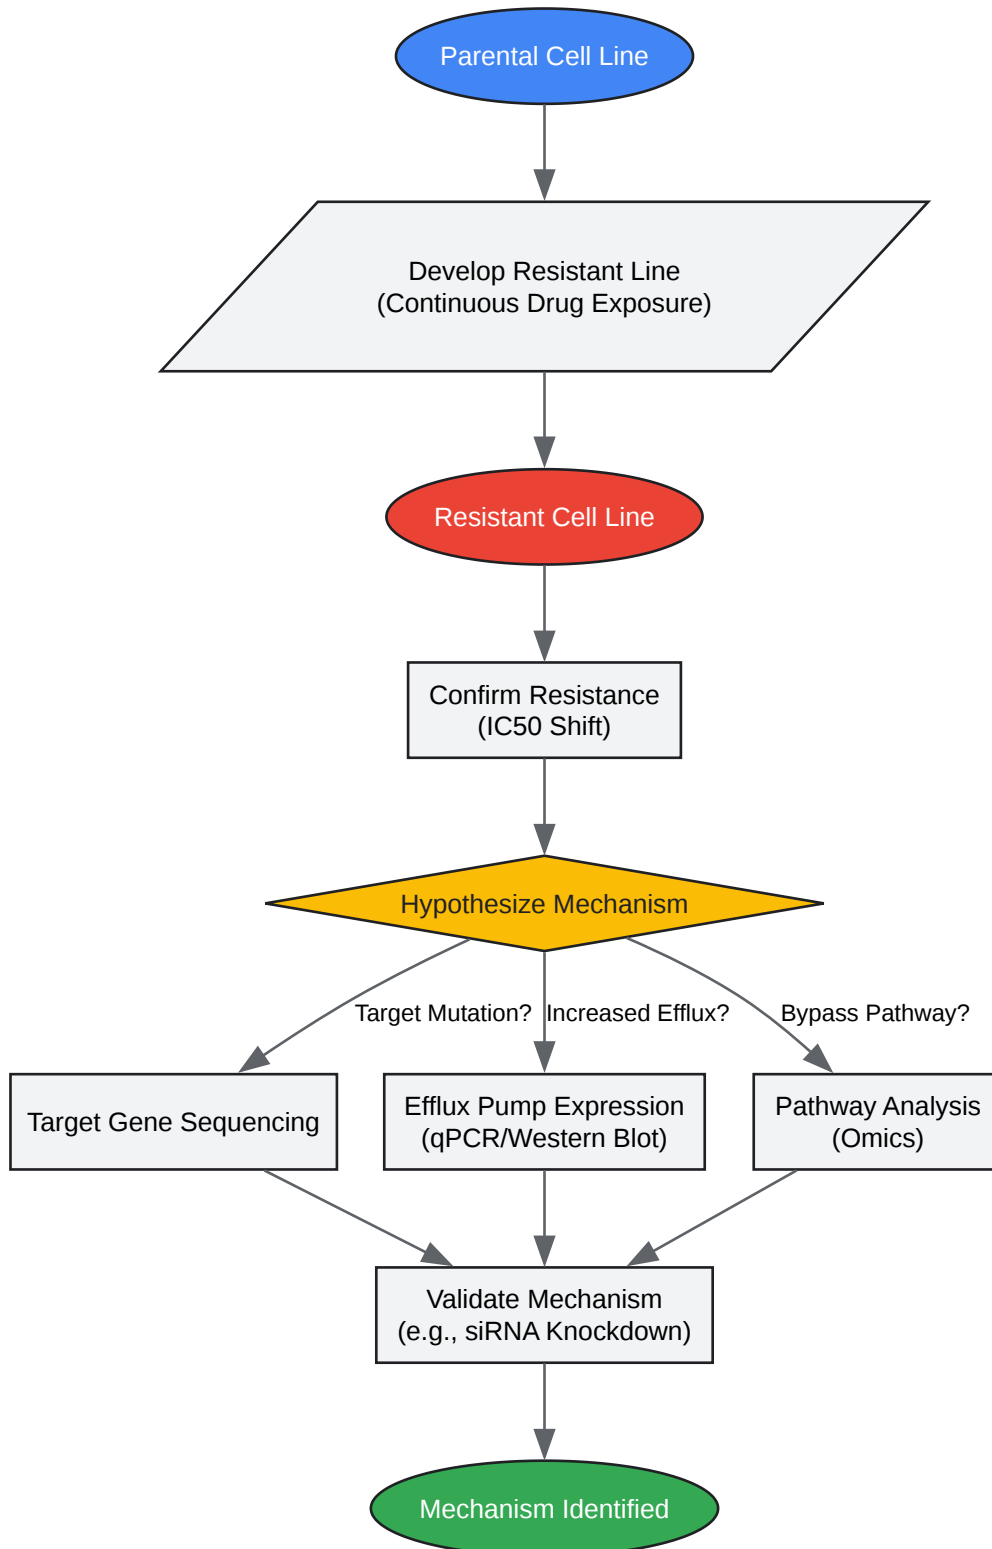 Parental Cell Line
Develop Resistant Line
(Continuous Drug Exposure)
Resistant Cell Line
Confirm Resistance
(IC50 Shift)
Hypothesize Mechanism
Target Mutation?
Increased Efflux?
Bypass Pathway?
Target Gene Sequencing
Efflux Pump Expression
(qPCR/Western Blot)
Pathway Analysis
(Omics)
Validate Mechanism
(e.g., siRNA Knockdown)
Mechanism Identified